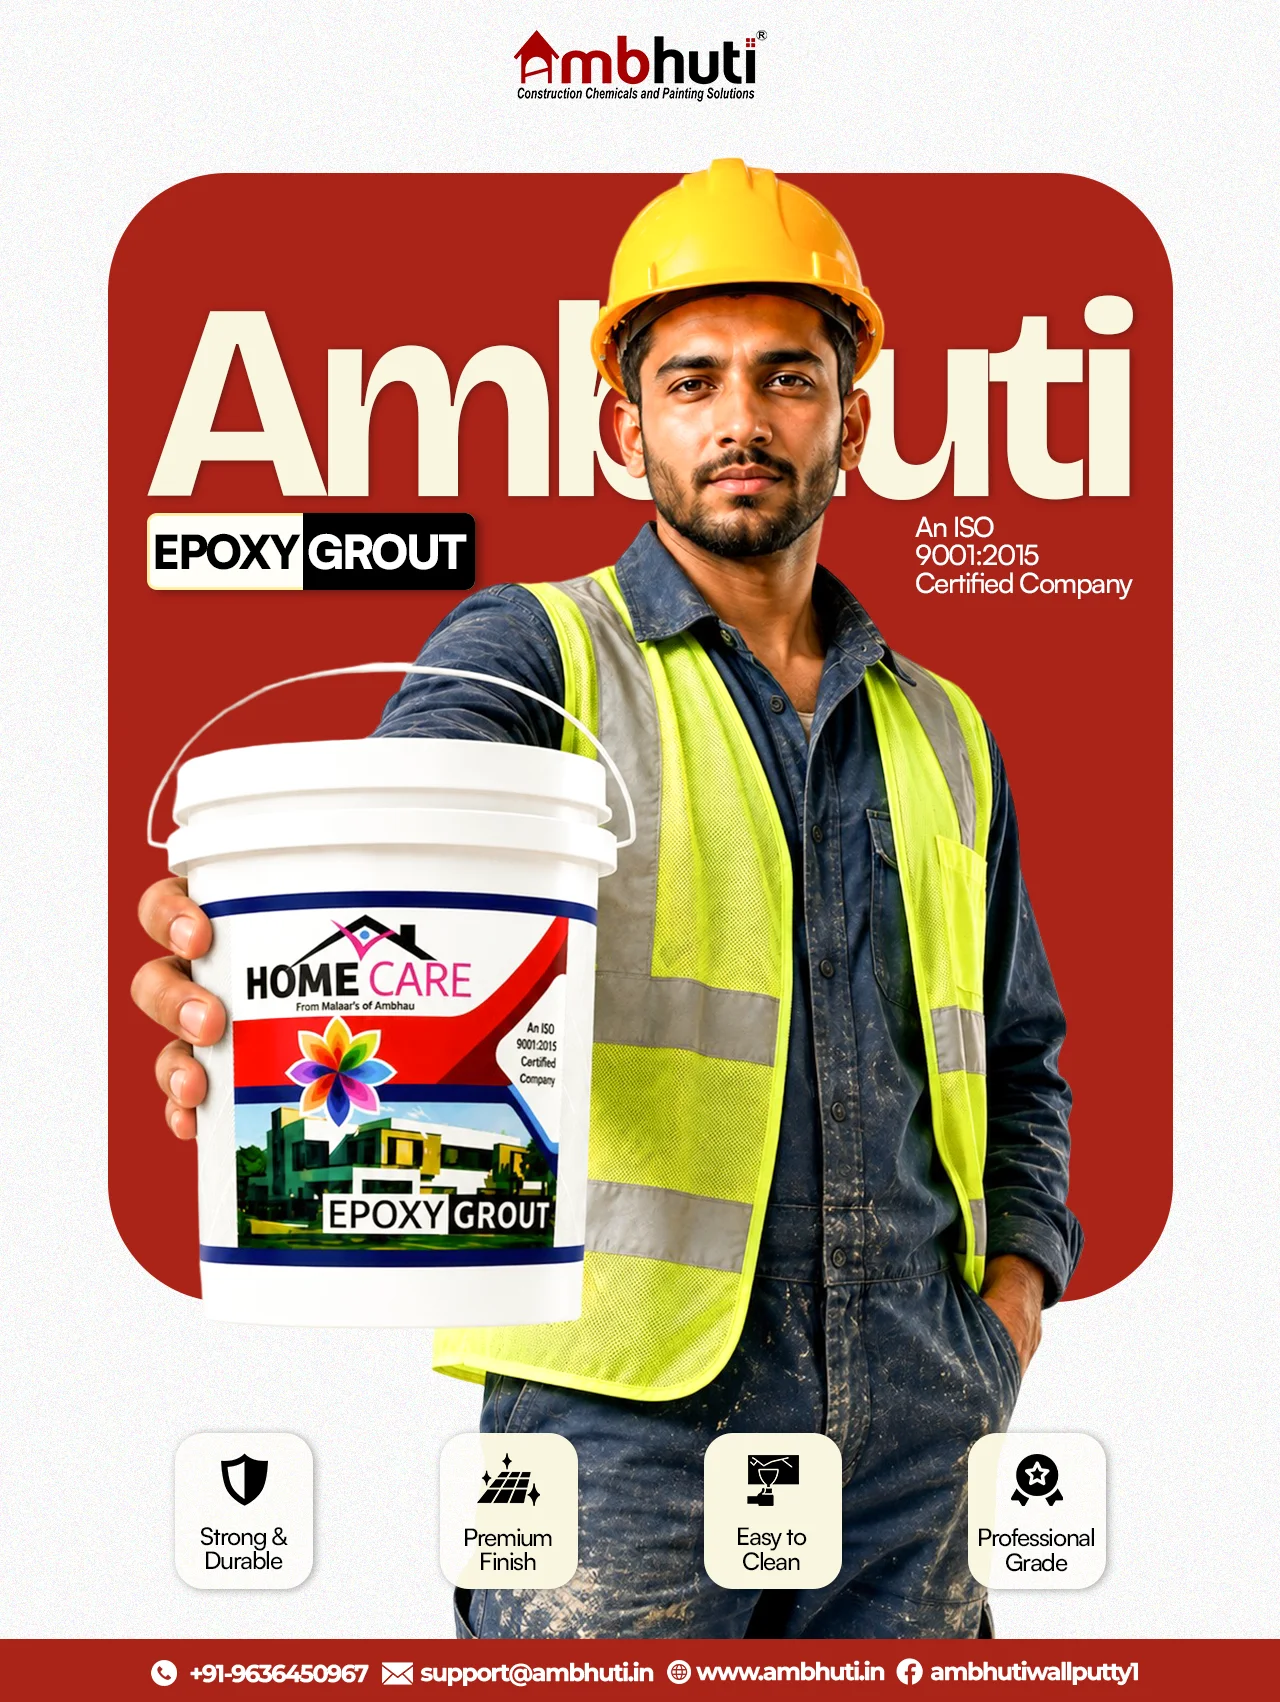 Ambhuti®
Construction Chemicals and Painting Solutions
Ambhuti
EPOXY GROUT
An ISO
9001:2015
Certified Company
HOME CARE
From Malaar's of Ambhau
An ISO
9001:2015
Certified
Company
EPOXY GROUT
Strong &
Durable
Premium
Finish
Easy to
Clean
Professional
Grade
+91-9636450967 support@ambhuti.in www.ambhuti.in ambhutiwallputty1